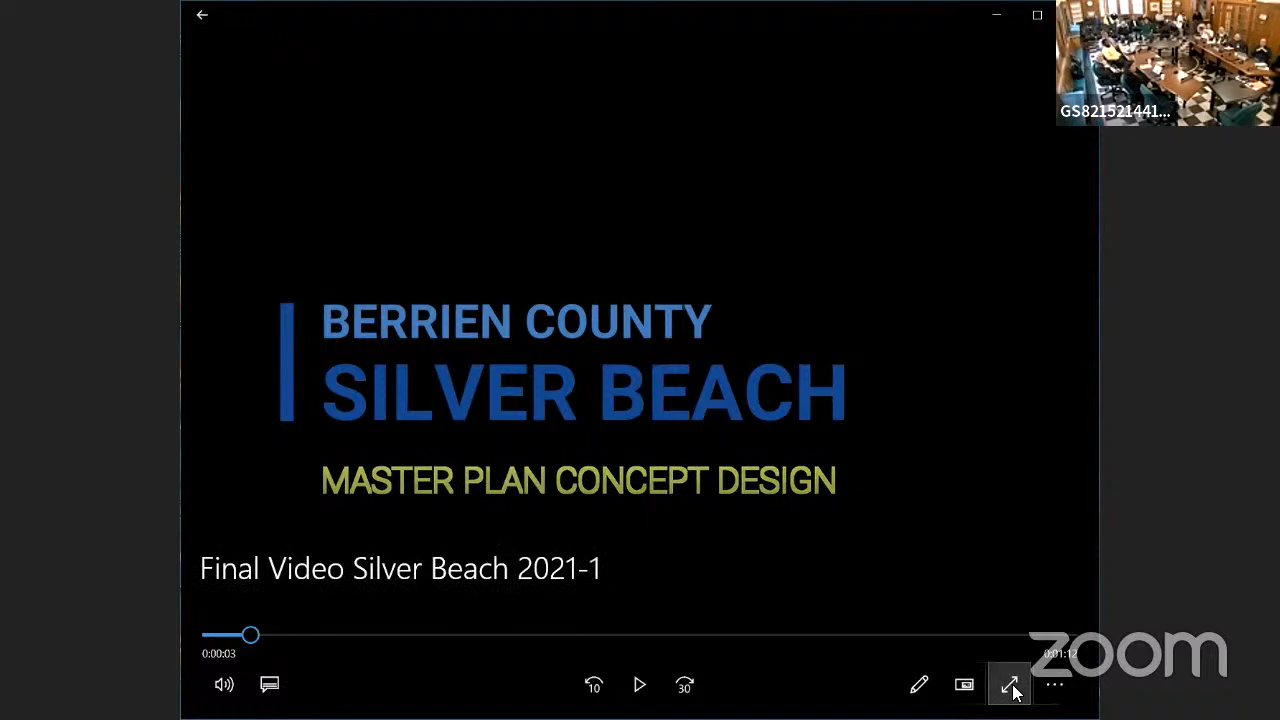 GS821521441...
BERRIEN COUNTY
SILVER BEACH
MASTER PLAN CONCEPT DESIGN
Final Video Silver Beach 2021-1
0:00:03
0:01:12
10
30
zoom